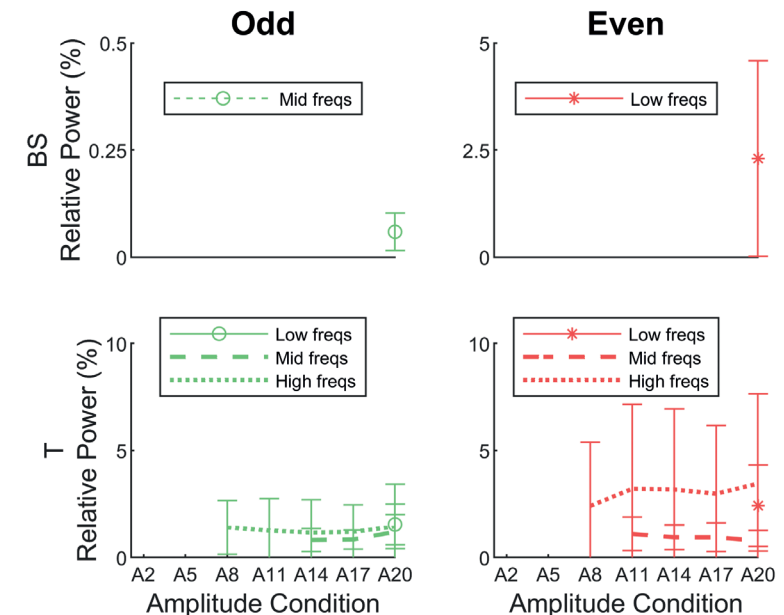 Odd
Even
BS
Relative Power (%)
0.5
0.25
0
Mid freqs
5
2.5
0
Low freqs
T
Relative Power (%)
10
5
0
Low freqs
Mid freqs
High freqs
A2 A5 A8 A11 A14 A17 A20
Amplitude Condition
10
5
0
Low freqs
Mid freqs
High freqs
A2 A5 A8 A11 A14 A17 A20
Amplitude Condition